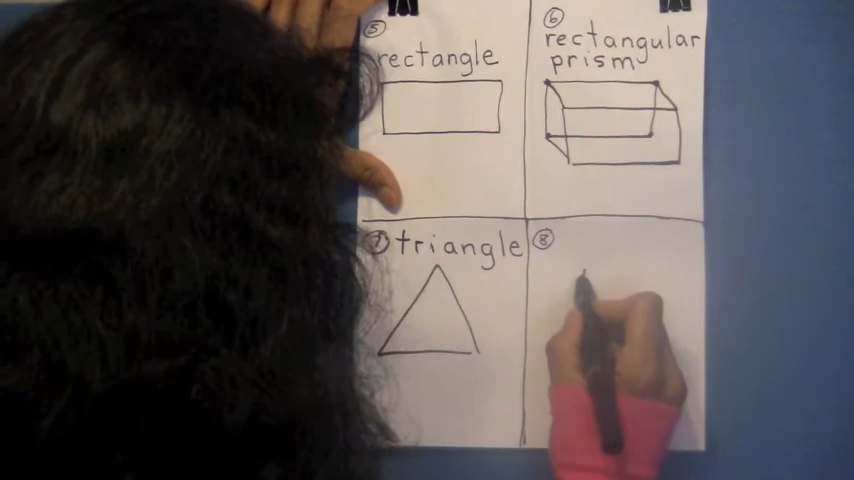 ⑤
rectangle
⑥
rectangular
prism
⑦ triangle
⑧